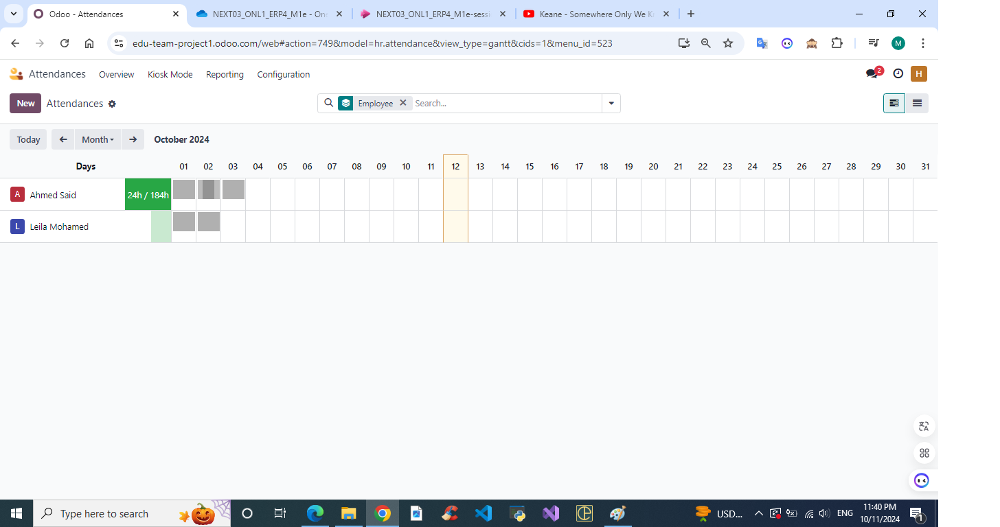 Odoo - Attendances
NEXT03_ONL1_ERP4_M1e - One
NEXT03_ONL1_ERP4_M1e-sessi
Keane - Somewhere Only We K
edu-team-project1.odoo.com/web#action=749&model=hr.attendance&view_type=gantt&cids=1&menu_id=523
M
Attendances Overview Kiosk Mode Reporting Configuration
2
H
New Attendances
Employee Search...
Today Month October 2024
Days 01 02 03 04 05 06 07 08 09 10 11 12 13 14 15 16 17 18 19 20 21 22 23 24 25 26 27 28 29 30 31
A Ahmed Said 24h / 184h
L Leila Mohamed
Type here to search
USD...
ENG
11:40 PM
10/11/2024
1